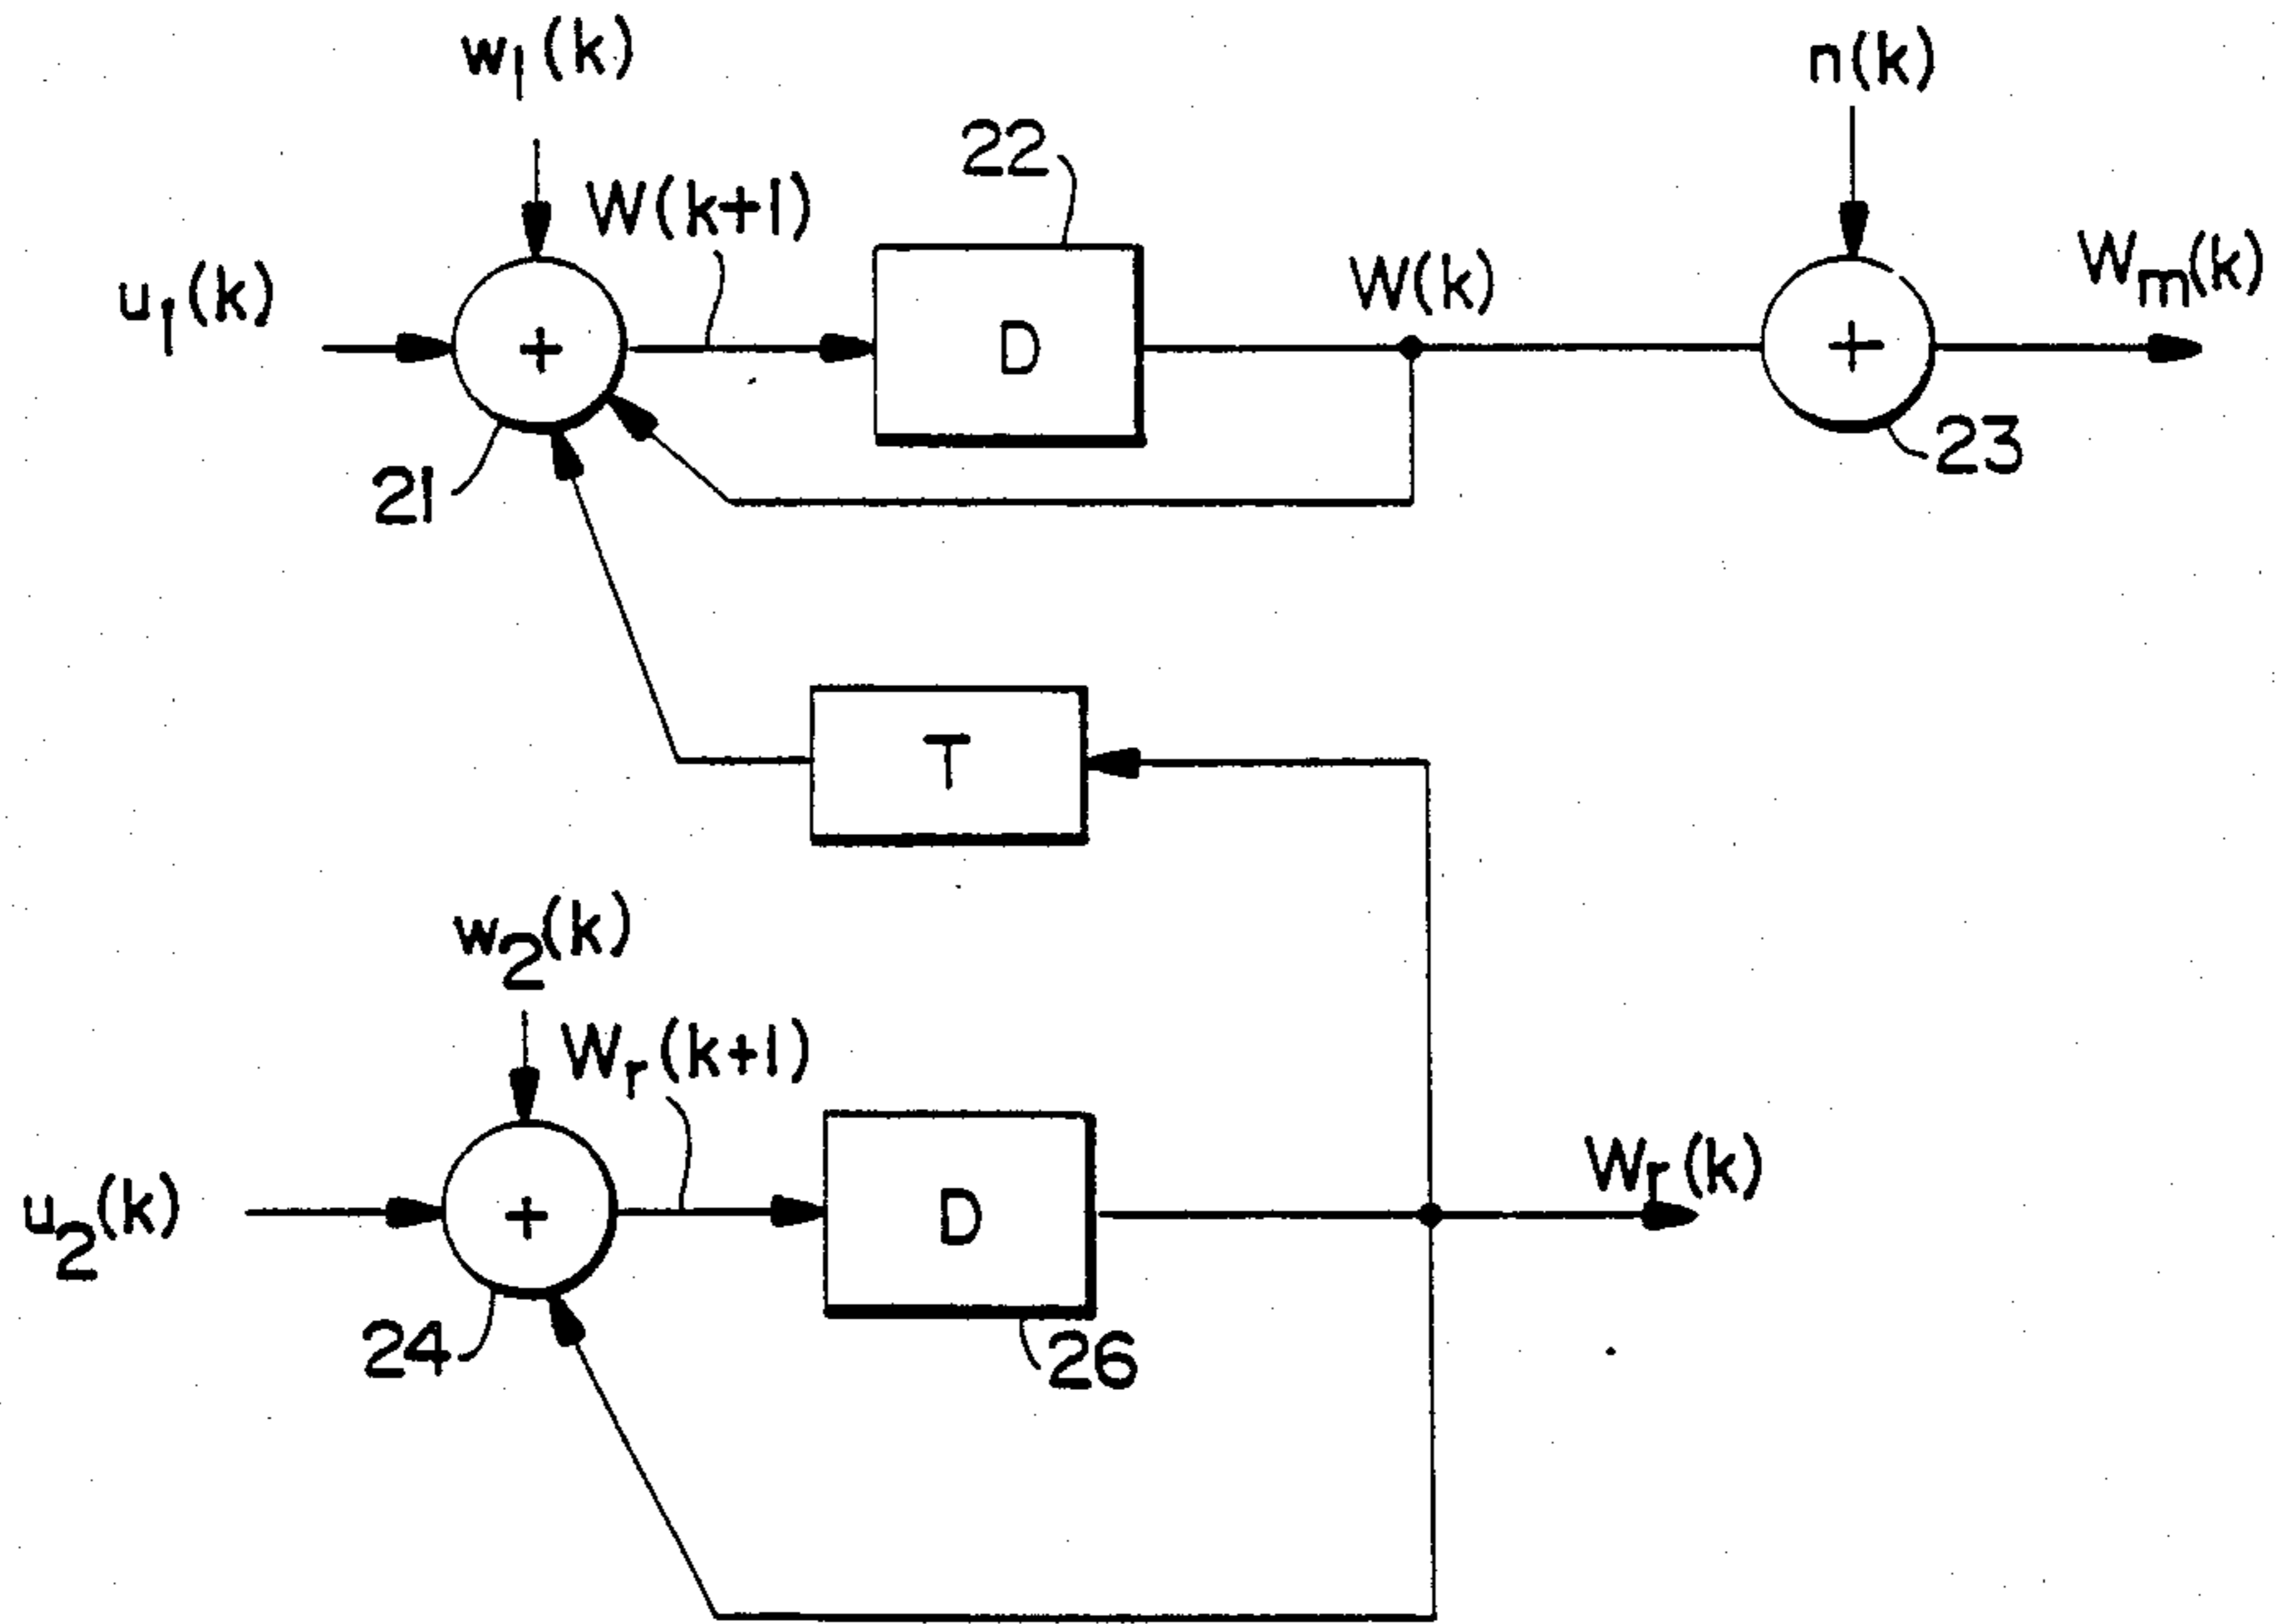 w₁(k)
n(k)
22
W(k+1)
u₁(k)
W(k)
Wₘ(k)
+
D
+
21
23
T
w₂(k)
Wᵣ(k+1)
u₂(k)
Wᵣ(k)
+
D
24
26